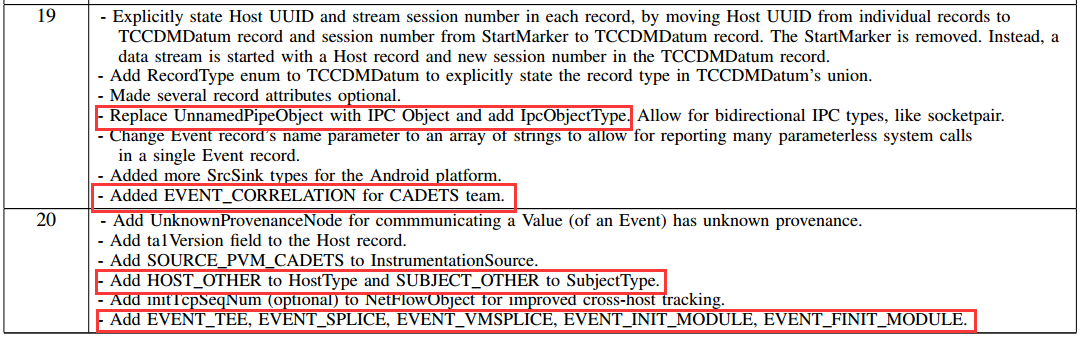 19
- Explicitly state Host UUID and stream session number in each record, by moving Host UUID from individual records to
TCCDMDatum record and session number from StartMarker to TCCDMDatum record. The StartMarker is removed. Instead, a
data stream is started with a Host record and new session number in the TCCDMDatum record.
- Add RecordType enum to TCCDMDatum to explicitly state the record type in TCCDMDatum's union.
- Made several record attributes optional.
- Replace UnnamedPipeObject with IPC Object and add IpcObjectType. Allow for bidirectional IPC types, like socketpair.
- Change Event record's name parameter to an array of strings to allow for reporting many parameterless system calls
in a single Event record.
- Added more SrcSink types for the Android platform.
- Added EVENT_CORRELATION for CADETS team.
20
- Add UnknownProvenanceNode for commmunicating a Value (of an Event) has unknown provenance.
- Add ta1Version field to the Host record.
- Add SOURCE_PVM_CADETS to InstrumentationSource.
- Add HOST_OTHER to HostType and SUBJECT_OTHER to SubjectType.
- Add initTcpSeqNum (optional) to NetFlowObject for improved cross-host tracking.
- Add EVENT_TEE, EVENT_SPLICE, EVENT_VMSPLICE, EVENT_INIT_MODULE, EVENT_FINIT_MODULE.